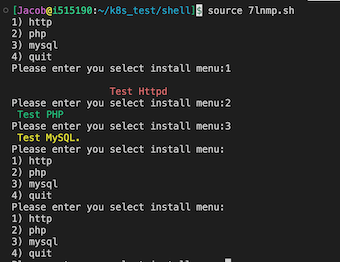 [Jacob@i515190:~/k8s_test/shell]$ source 7lnmp.sh
1) http
2) php
3) mysql
4) quit
Please enter you select install menu:1
Test Httpd
Please enter you select install menu:2
Test PHP
Please enter you select install menu:3
Test MySQL.
Please enter you select install menu:
1) http
2) php
3) mysql
4) quit
Please enter you select install menu:
1) http
2) php
3) mysql
4) quit